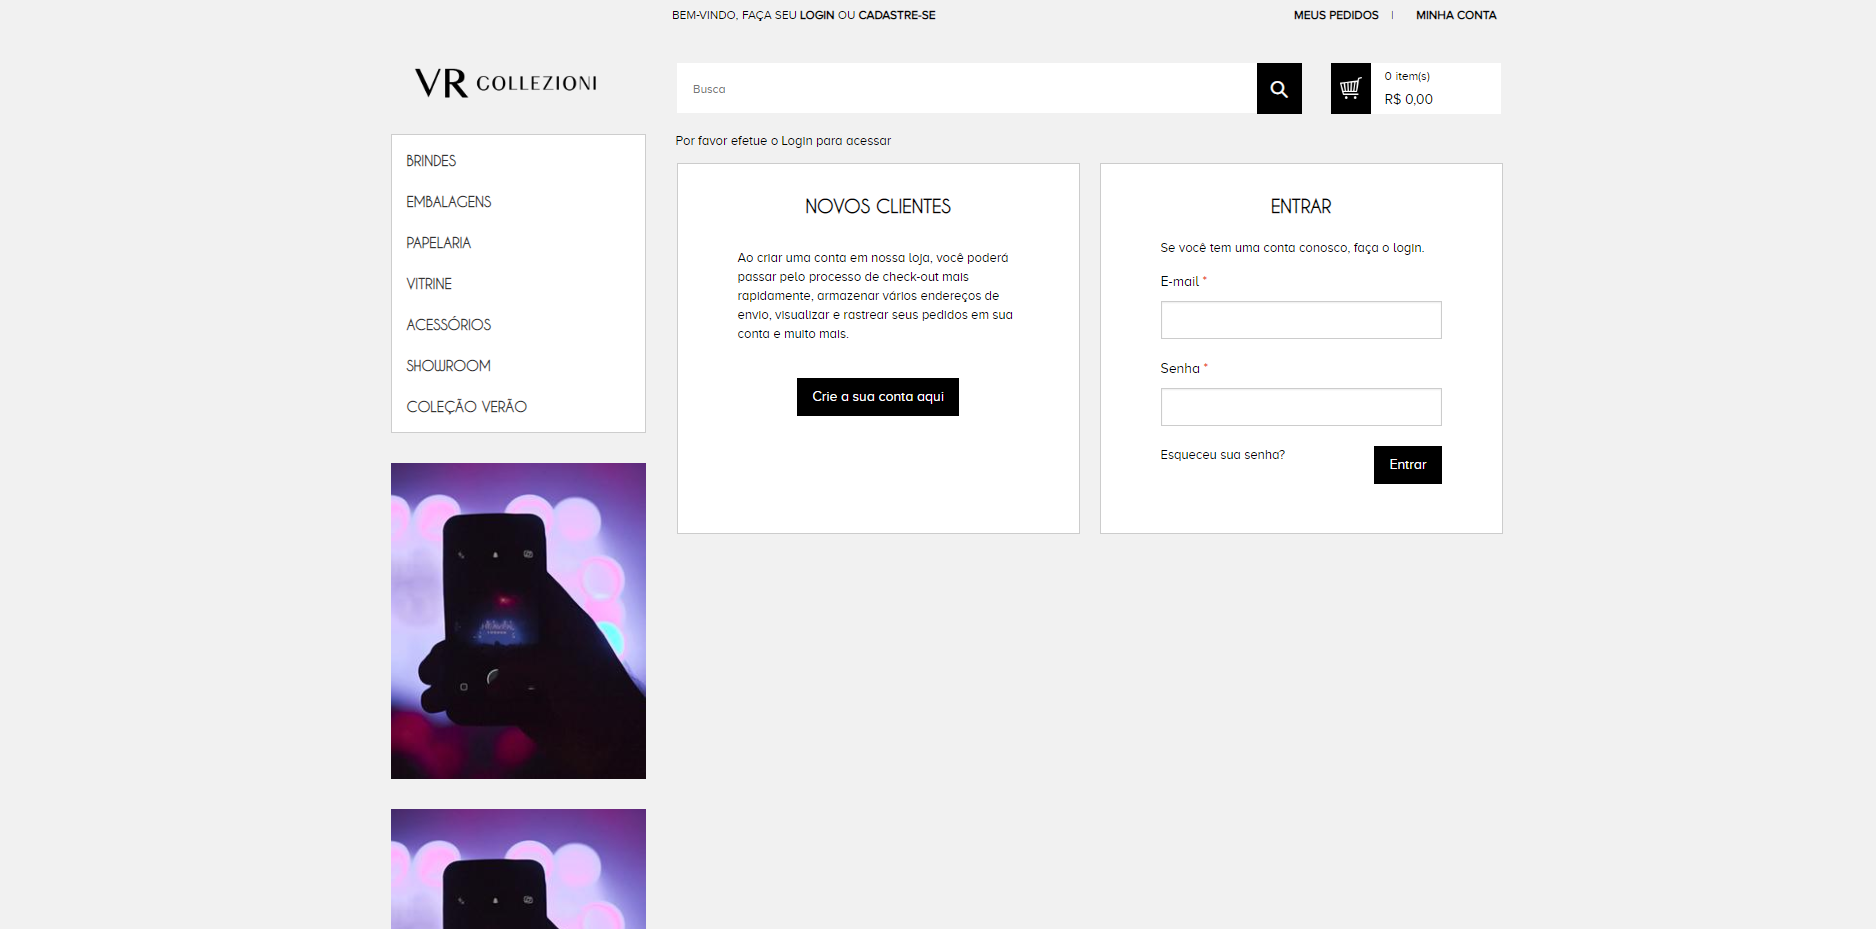 BEM-VINDO, FAÇA SEU LOGIN OU CADASTRE-SE
MEUS PEDIDOS | MINHA CONTA
VR COLLEZIONI
Busca
0 item(s)
R$ 0,00
BRINDES
EMBALAGENS
PAPELARIA
VITRINE
ACESSÓRIOS
SHOWROOM
COLEÇÃO VERÃO
Por favor efetue o Login para acessar
NOVOS CLIENTES
Ao criar uma conta em nossa loja, você poderá
passar pelo processo de check-out mais
rapidamente, armazenar vários endereços de
envio, visualizar e rastrear seus pedidos em sua
conta e muito mais.
Crie a sua conta aqui
ENTRAR
Se você tem uma conta conosco, faça o login.
E-mail *
Senha *
Esqueceu sua senha?
Entrar